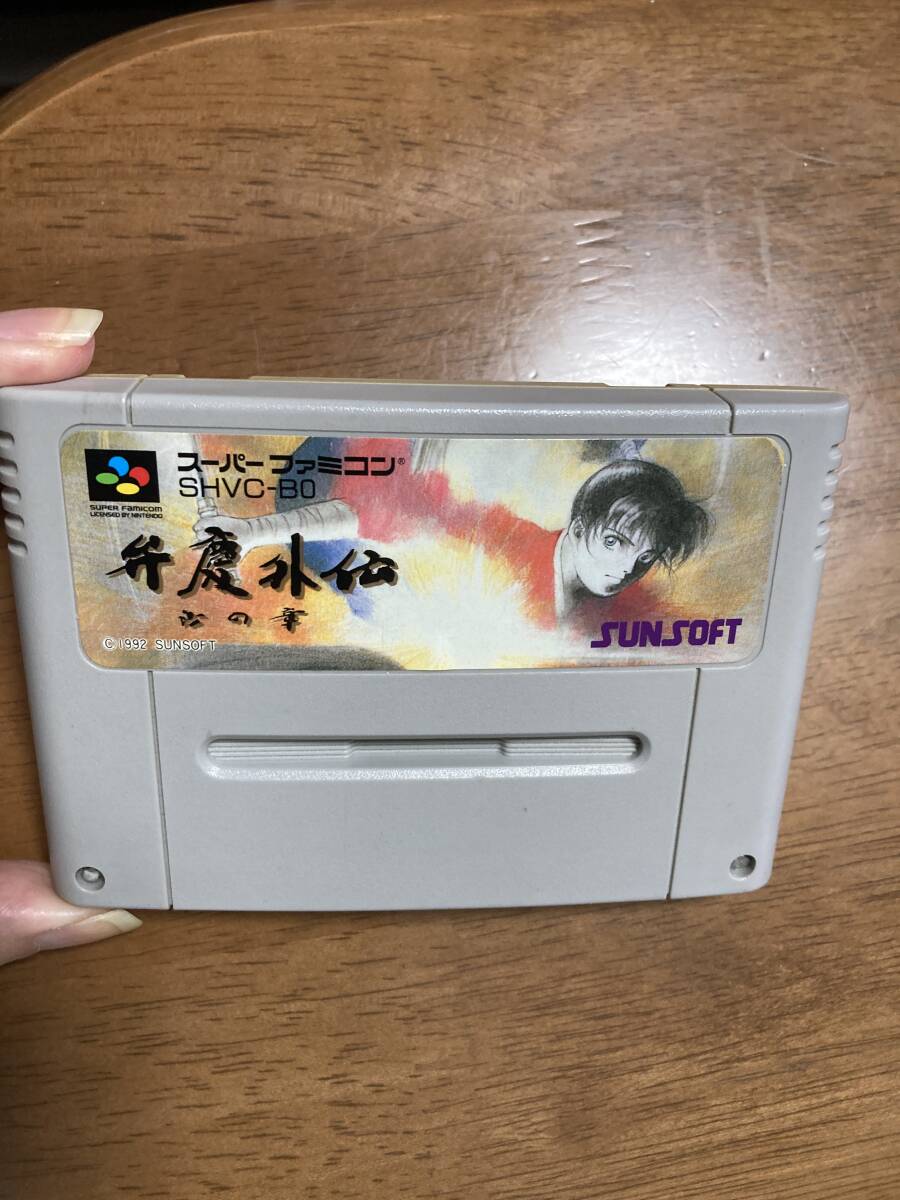 スーパーファミコン®
SHVC-BO
SUPER FAMICOM
LICENSED BY NINTENDO
弁慶外伝
沙の章
© 1992 SUNSOFT
SUNSOFT